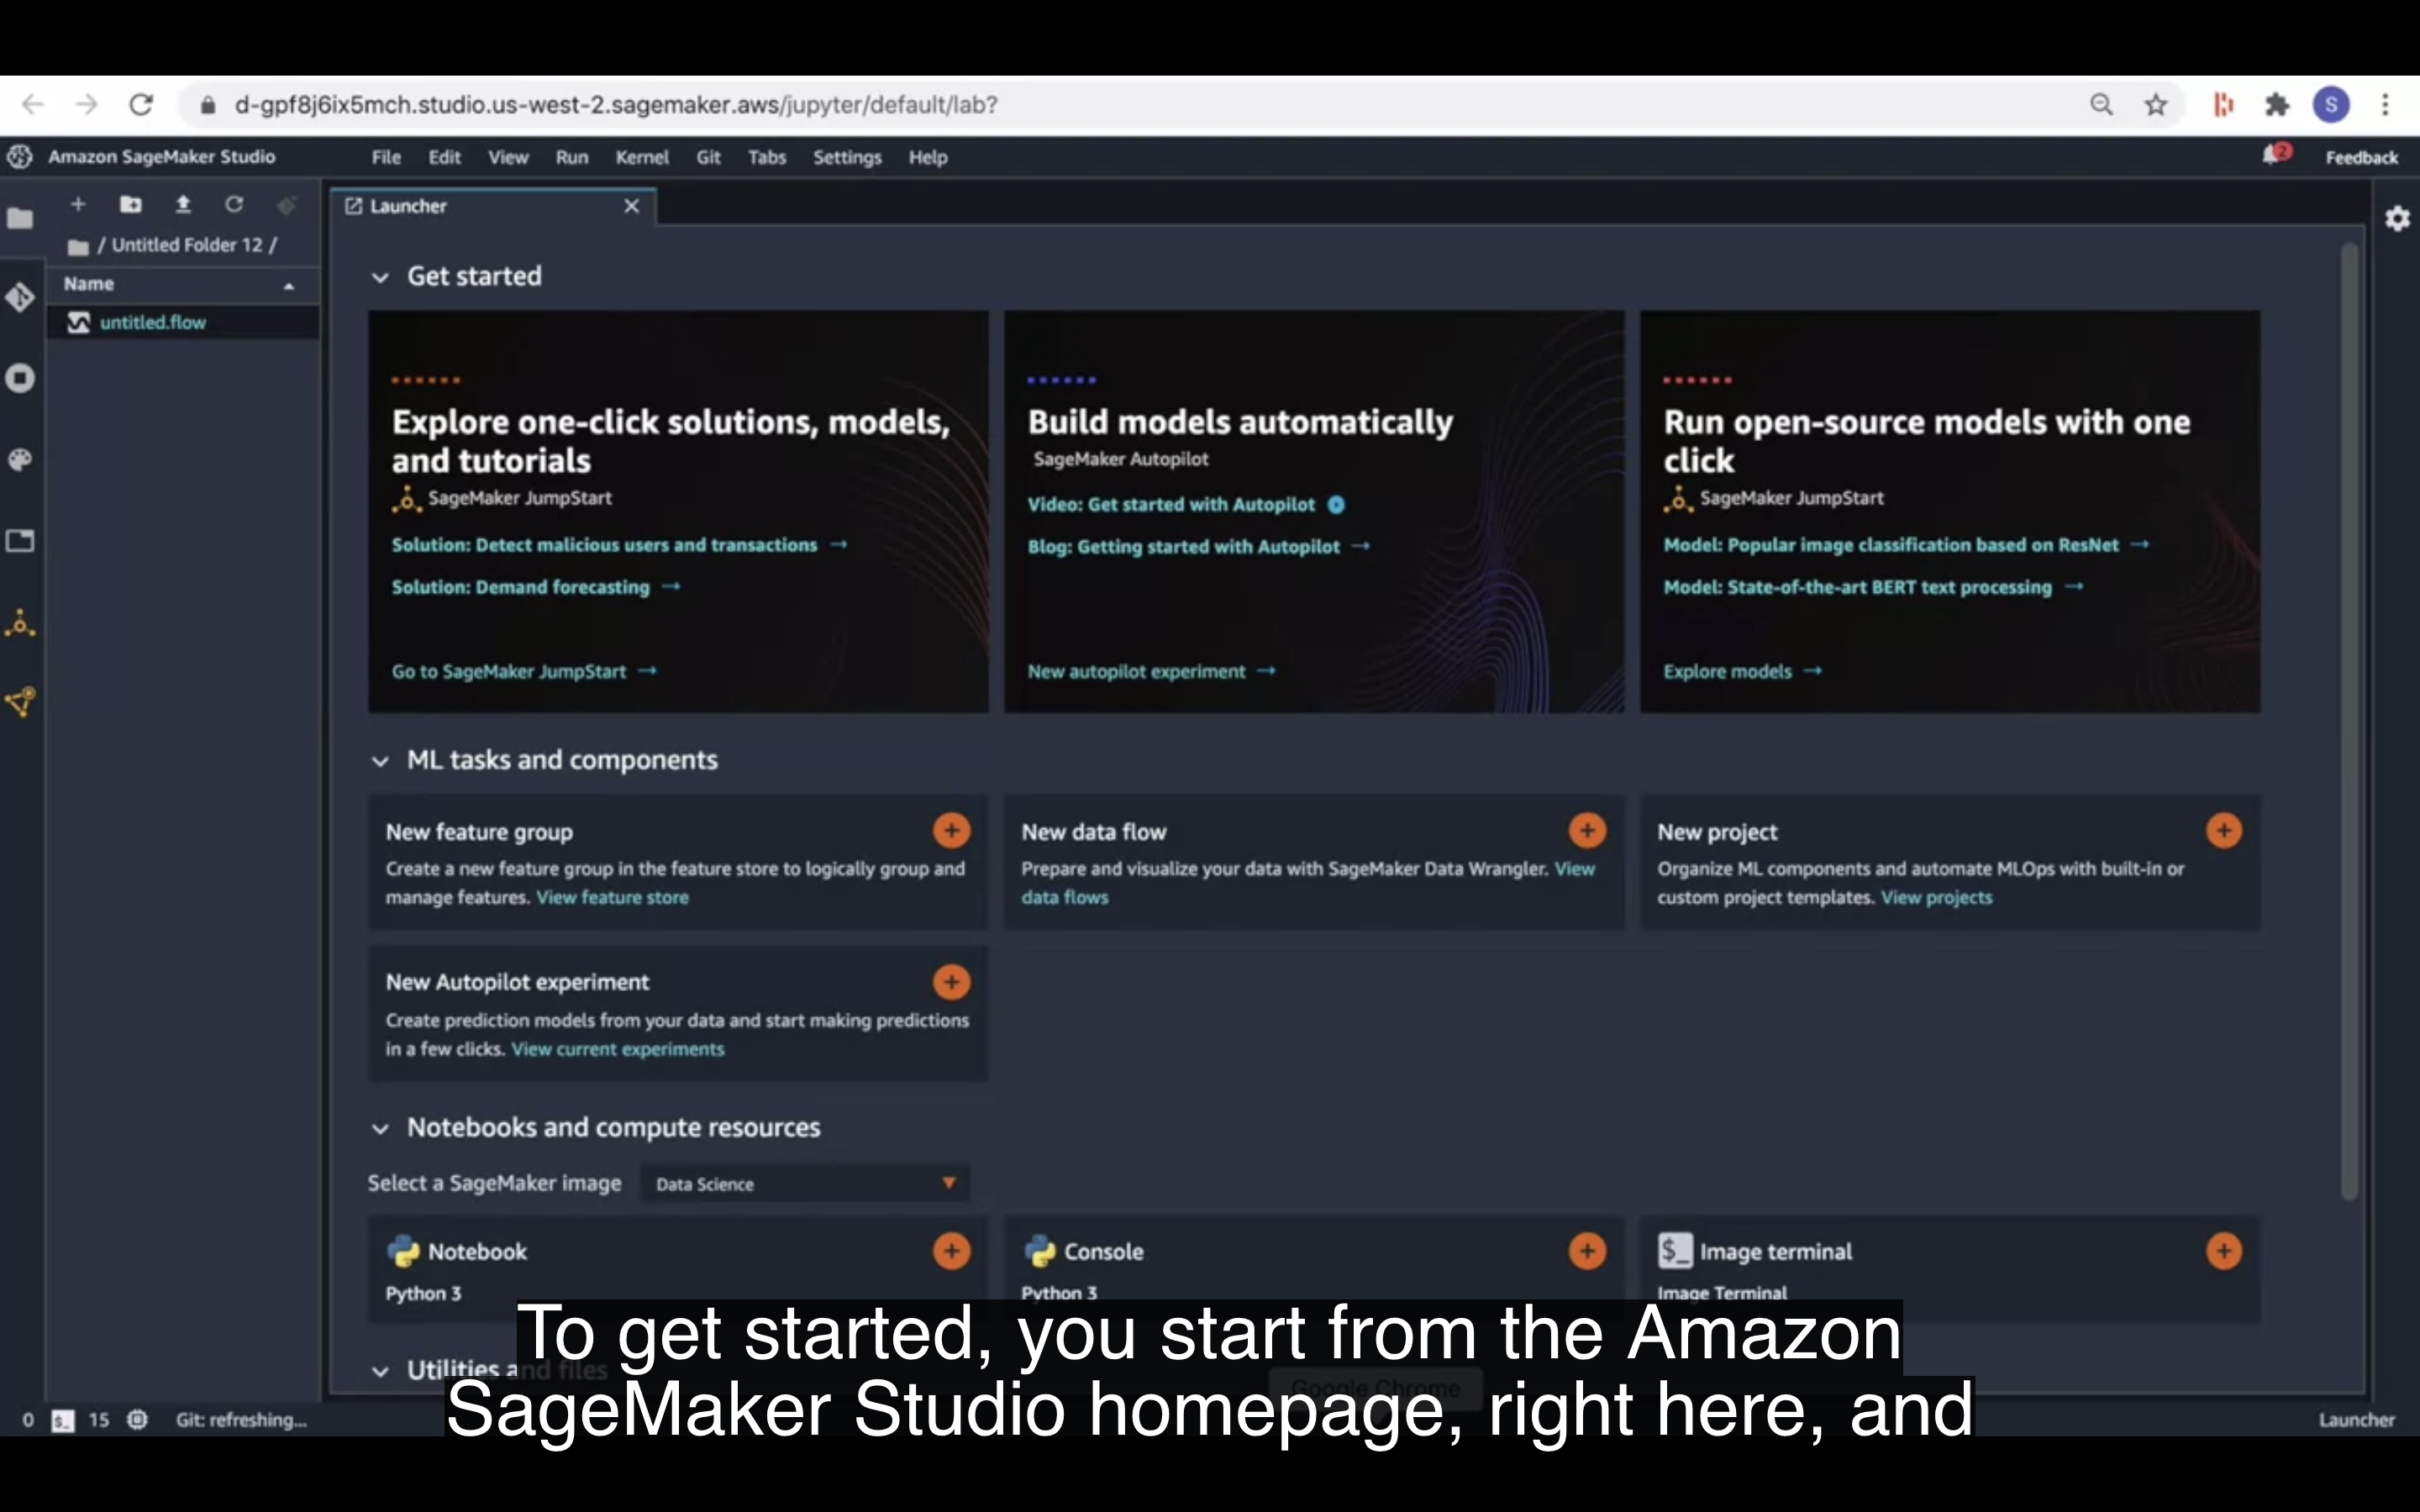 d-gpf8j6ix5mch.studio.us-west-2.sagemaker.aws/jupyter/default/lab?
S
Amazon SageMaker Studio
File Edit View Run Kernel Git Tabs Settings Help
2
Feedback
Launcher
/ Untitled Folder 12 /
Name
untitled.flow
Get started
Explore one-click solutions, models,
and tutorials
SageMaker JumpStart
Solution: Detect malicious users and transactions →
Solution: Demand forecasting →
Go to SageMaker JumpStart →
Build models automatically
SageMaker Autopilot
Video: Get started with Autopilot
Blog: Getting started with Autopilot →
New autopilot experiment →
Run open-source models with one
click
SageMaker JumpStart
Model: Popular image classification based on ResNet →
Model: State-of-the-art BERT text processing →
Explore models →
ML tasks and components
New feature group
Create a new feature group in the feature store to logically group and
manage features. View feature store
New data flow
Prepare and visualize your data with SageMaker Data Wrangler. View
data flows
New project
Organize ML components and automate MLOps with built-in or
custom project templates. View projects
New Autopilot experiment
Create prediction models from your data and start making predictions
in a few clicks. View current experiments
Notebooks and compute resources
Select a SageMaker image
Data Science
Notebook
Python 3
Console
Python 3
$_ Image terminal
Image Terminal
Utilities and files
Google Chrome
To get started, you start from the Amazon
SageMaker Studio homepage, right here, and
0 $_ 15 Git: refreshing...
Launcher